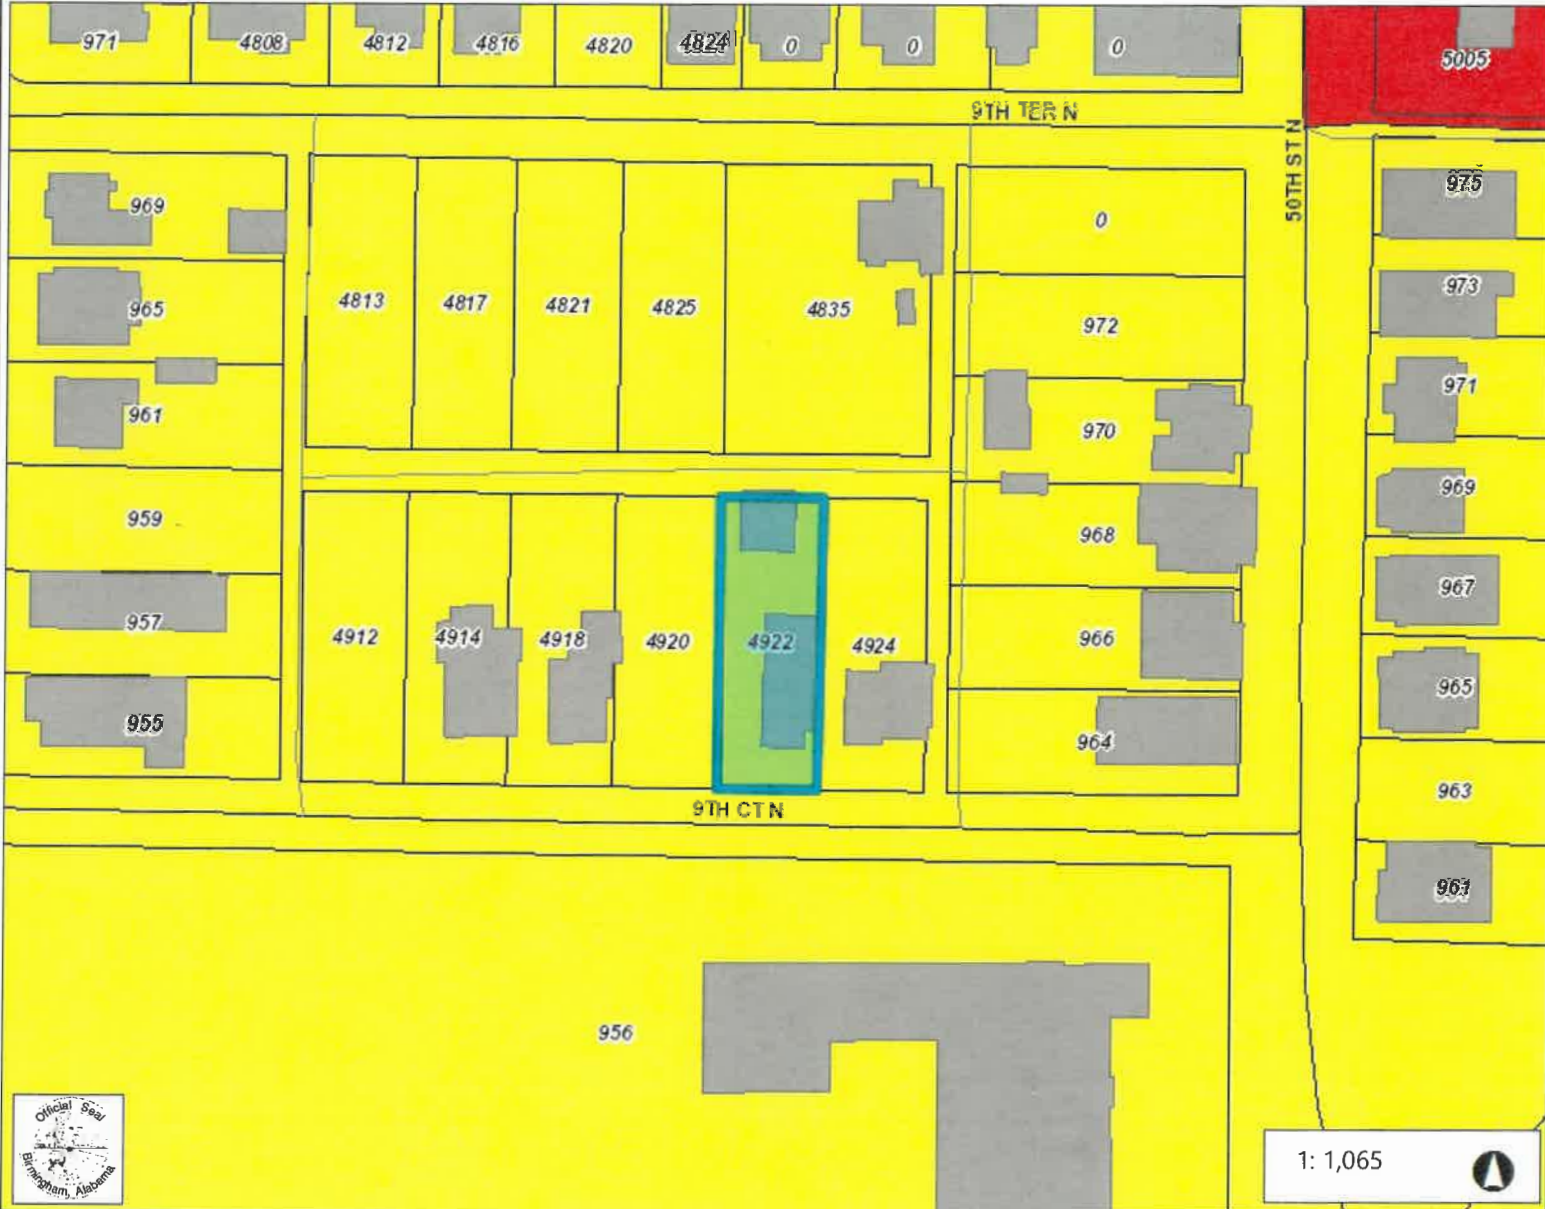 971 4808 4812 4816 4820 4824 0 0 0 5005
9TH TER N
50TH ST N
969 975
0
965 4813 4817 4821 4825 4835 973
972
961 970 971
959 968 969
957 4912 4914 4918 4920 4922 4924 966 967
955 964 965
9TH CT N 963
961
956
Official Seal
Birmingham, Alabama
1: 1,065